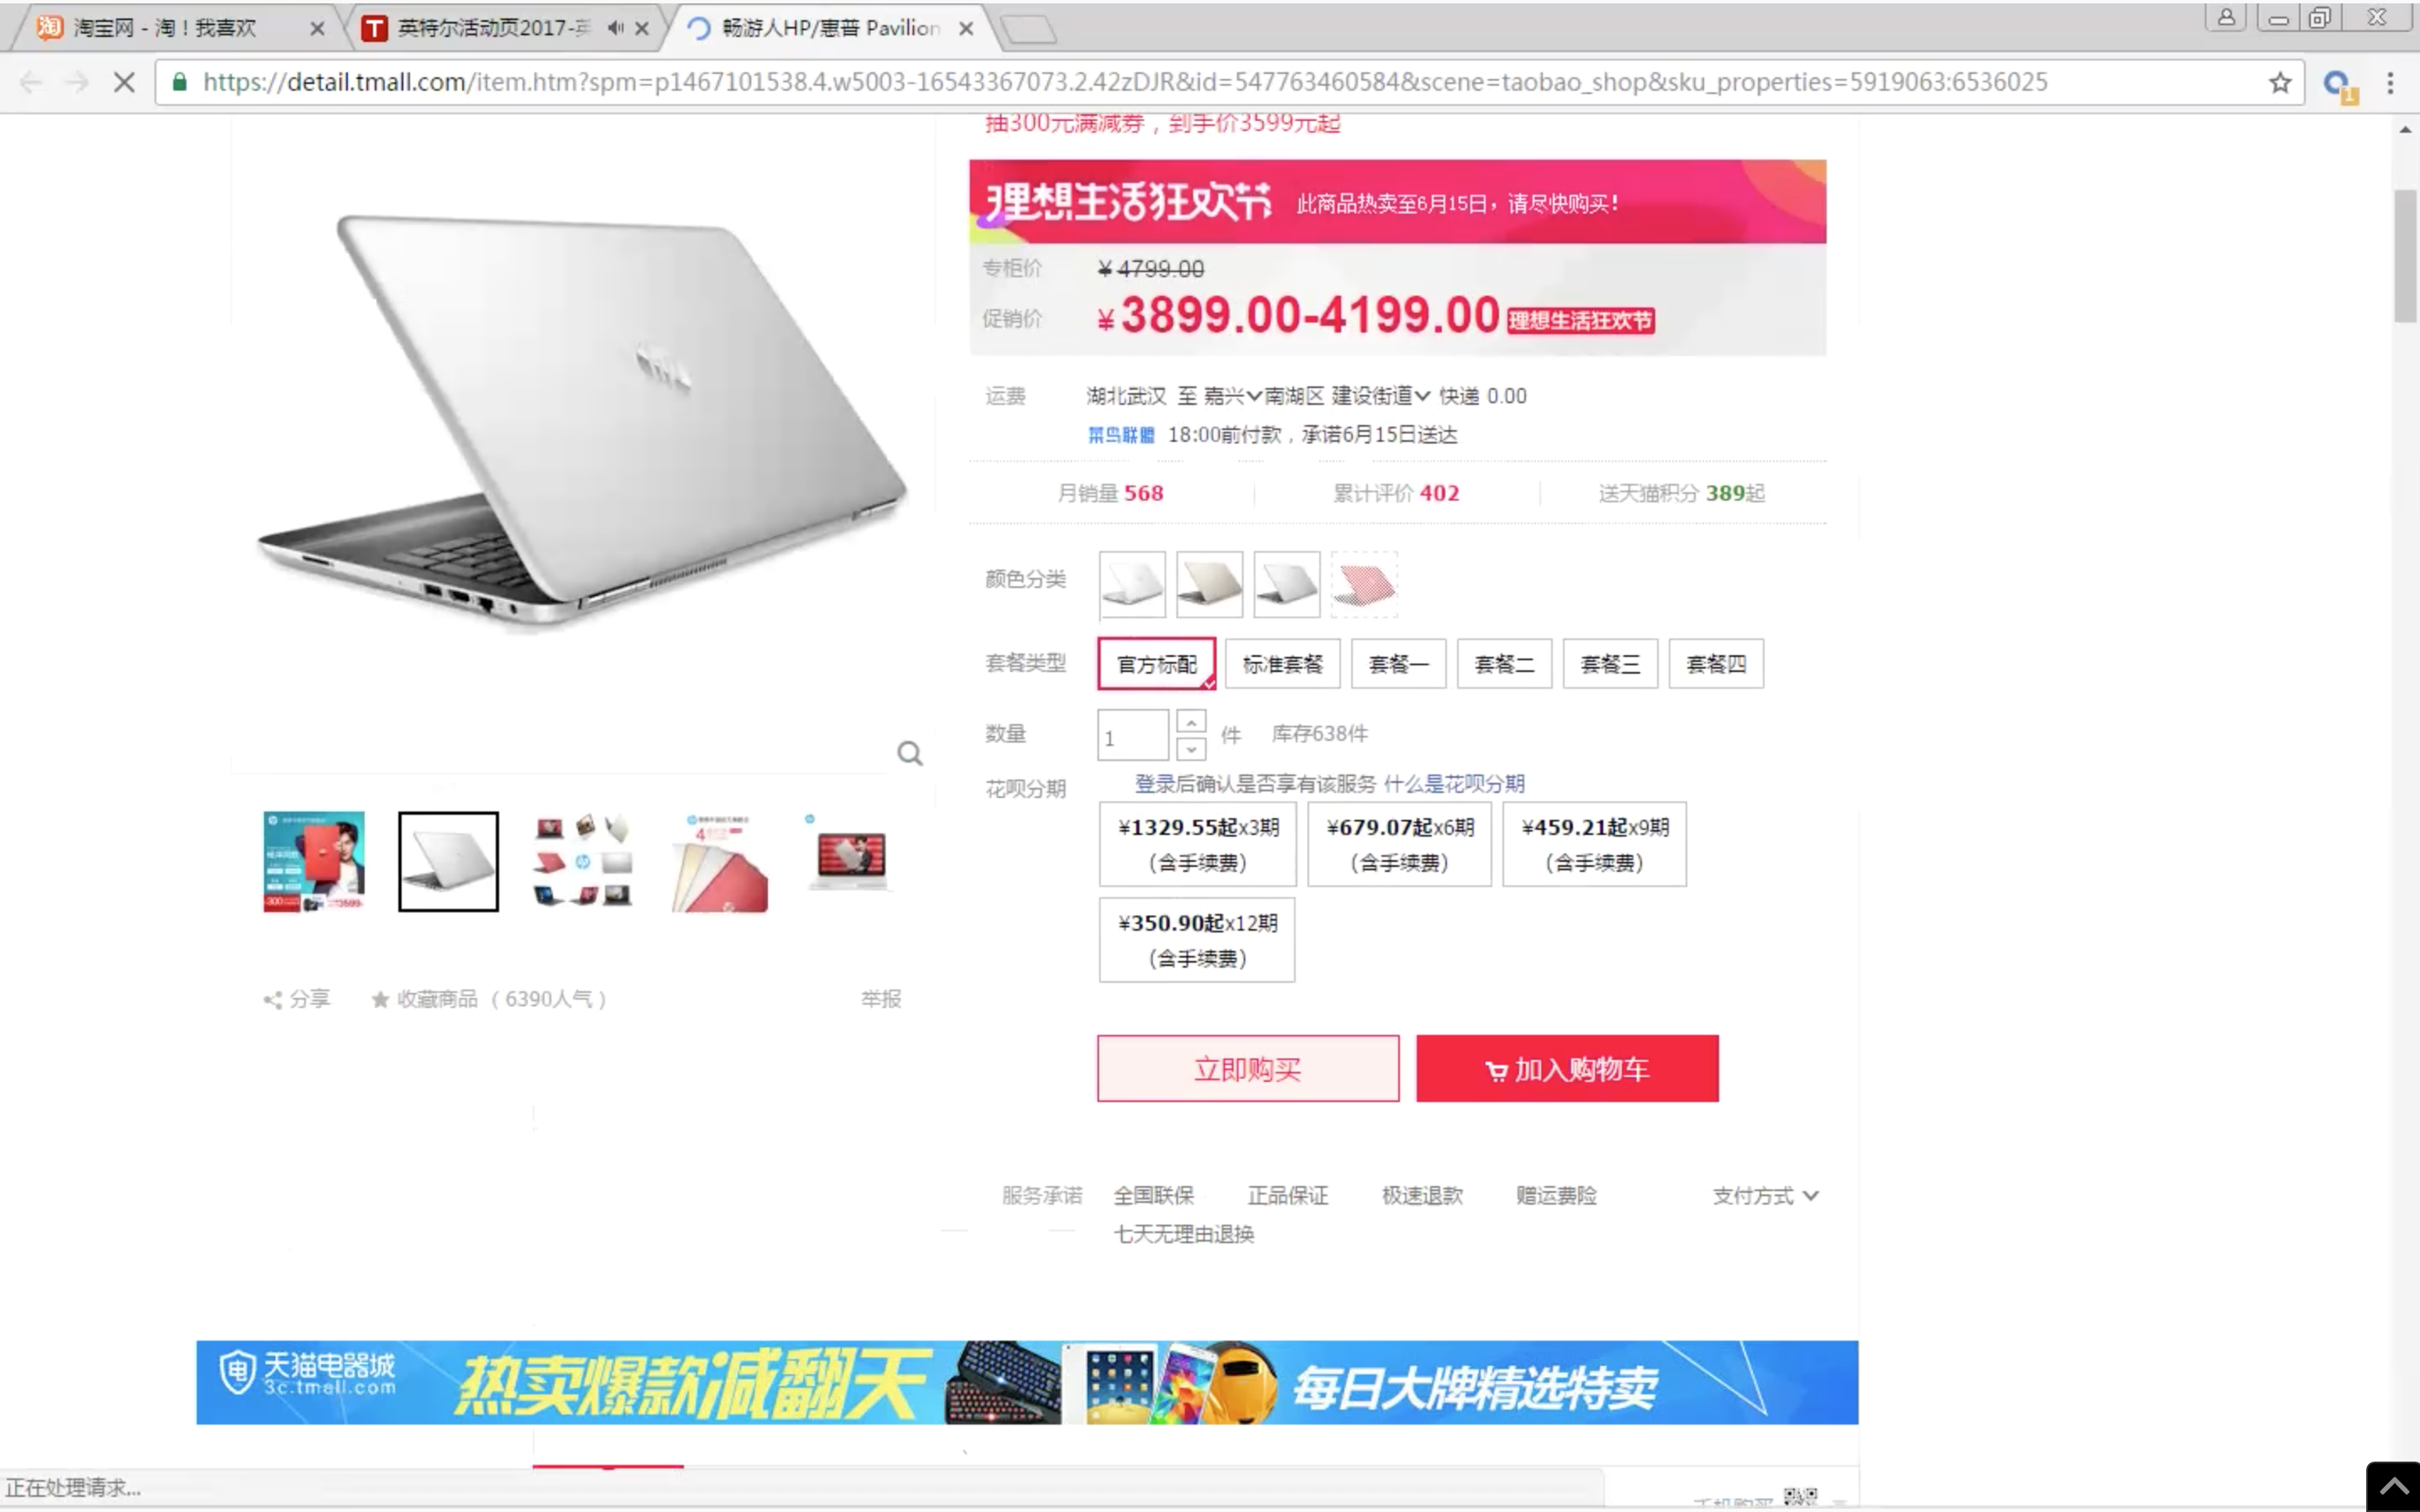 淘宝网 - 淘！我喜欢
英特尔活动页2017-英
畅游人HP/惠普 Pavilion
https://detail.tmall.com/item.htm?spm=p1467101538.4.w5003-16543367073.2.42zDJR&id=547763460584&scene=taobao_shop&sku_properties=5919063:6536025
抽300元满减券，到手价3599元起
理想生活狂欢节 此商品热卖至6月15日，请尽快购买！
专柜价 ¥4799.00
促销价 ¥3899.00-4199.00 理想生活狂欢节
运费 湖北武汉 至 嘉兴 南湖区 建设街道 快递 0.00
菜鸟联盟 18:00前付款，承诺6月15日送达
月销量 568 累计评价 402 送天猫积分 389起
颜色分类
套餐类型 官方标配 标准套餐 套餐一 套餐二 套餐三 套餐四
数量 1 件 库存638件
花呗分期 登录后确认是否享有该服务 什么是花呗分期
¥1329.55起x3期 ¥679.07起x6期 ¥459.21起x9期
(含手续费) (含手续费) (含手续费)
¥350.90起x12期
(含手续费)
分享 收藏商品 ( 6390人气 ) 举报
立即购买 加入购物车
服务承诺 全国联保 正品保证 极速退款 赠运费险 支付方式
七天无理由退换
天猫电器城 热卖爆款减翻天 每日大牌精选特卖
3c.tmall.com
正在处理请求...
手机购买